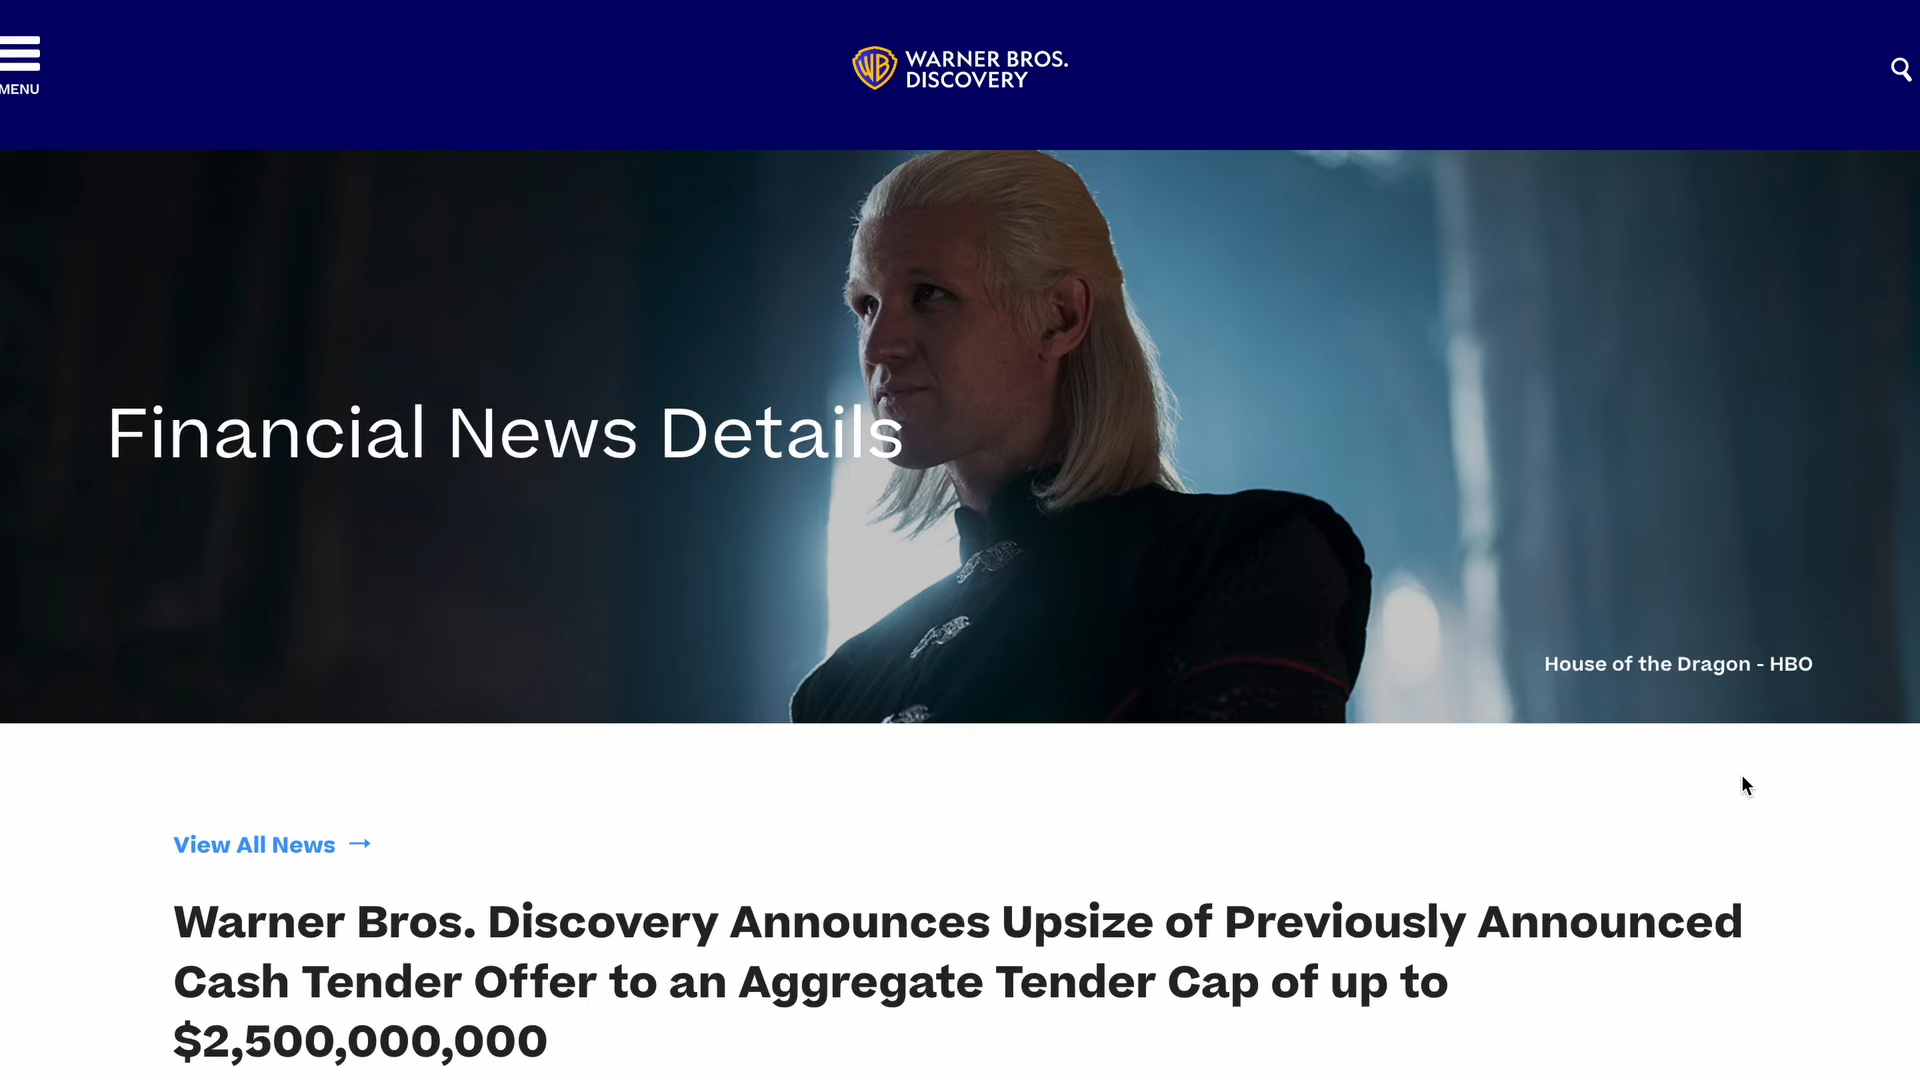 MENU
WARNER BROS.
DISCOVERY
Financial News Details
House of the Dragon - HBO
View All News →
Warner Bros. Discovery Announces Upsize of Previously Announced
Cash Tender Offer to an Aggregate Tender Cap of up to
$2,500,000,000